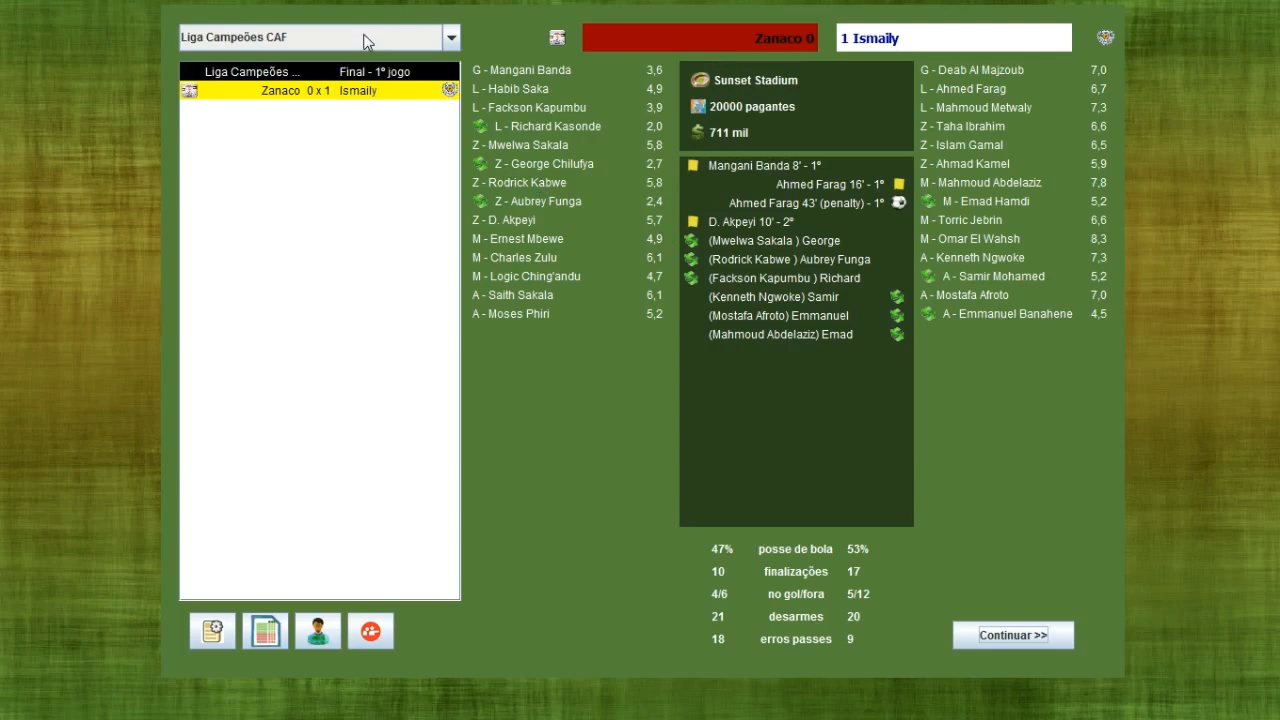 Liga Campeões CAF
Zanaco 0
1 Ismaily
Liga Campeões ... Final - 1º jogo
Zanaco 0 x 1 Ismaily
G - Mangani Banda 3,6
L - Habib Saka 4,9
L - Fackson Kapumbu 3,9
L - Richard Kasonde 2,0
Z - Mwelwa Sakala 5,8
Z - George Chilufya 2,7
Z - Rodrick Kabwe 5,8
Z - Aubrey Funga 2,4
Z - D. Akpeyi 5,7
M - Ernest Mbewe 4,9
M - Charles Zulu 6,1
M - Logic Ching'andu 4,7
A - Saith Sakala 6,1
A - Moses Phiri 5,2
Sunset Stadium
20000 pagantes
711 mil
Mangani Banda 8' - 1º
Ahmed Farag 16' - 1º
Ahmed Farag 43' (penalty) - 1º
D. Akpeyi 10' - 2º
(Mwelwa Sakala ) George
(Rodrick Kabwe ) Aubrey Funga
(Fackson Kapumbu ) Richard
(Kenneth Ngwoke) Samir
(Mostafa Afroto) Emmanuel
(Mahmoud Abdelaziz) Emad
47% posse de bola 53%
10 finalizações 17
4/6 no gol/fora 5/12
21 desarmes 20
18 erros passes 9
G - Deab Al Majzoub 7,0
L - Ahmed Farag 6,7
L - Mahmoud Metwaly 7,3
Z - Taha Ibrahim 6,6
Z - Islam Gamal 6,5
Z - Ahmad Kamel 5,9
M - Mahmoud Abdelaziz 7,8
M - Emad Hamdi 5,2
M - Torric Jebrin 6,6
M - Omar El Wahsh 8,3
A - Kenneth Ngwoke 7,3
A - Samir Mohamed 5,2
A - Mostafa Afroto 7,0
A - Emmanuel Banahene 4,5
Continuar >>